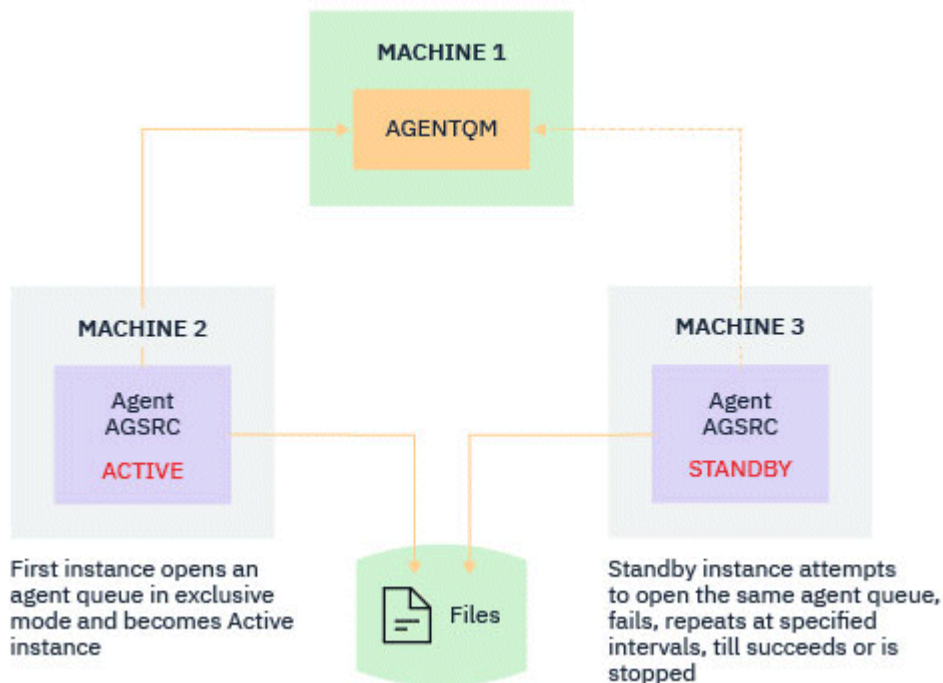 MACHINE 1
AGENTQM
MACHINE 2
Agent
AGSRC
ACTIVE
First instance opens an
agent queue in exclusive
mode and becomes Active
instance
MACHINE 3
Agent
AGSRC
STANDBY
Standby instance attempts
to open the same agent queue,
fails, repeats at specified
intervals, till succeeds or is
stopped
Files